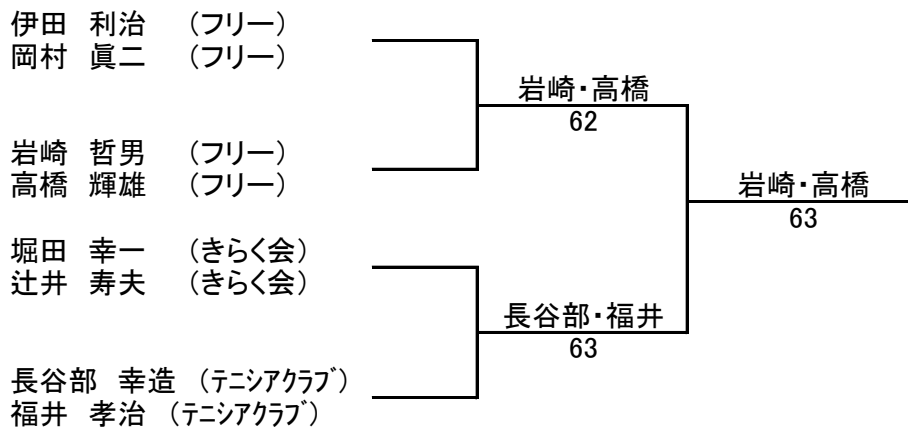 伊田 利治 （フリー）
岡村 眞二 （フリー）
岩崎・高橋
62
岩崎 哲男 （フリー）
高橋 輝雄 （フリー）
岩崎・高橋
63
堀田 幸一 （きらく会）
辻井 寿夫 （きらく会）
長谷部・福井
63
長谷部 幸造 （ﾃﾆｼｱｸﾗﾌﾞ）
福井 孝治 （ﾃﾆｼｱｸﾗﾌﾞ）